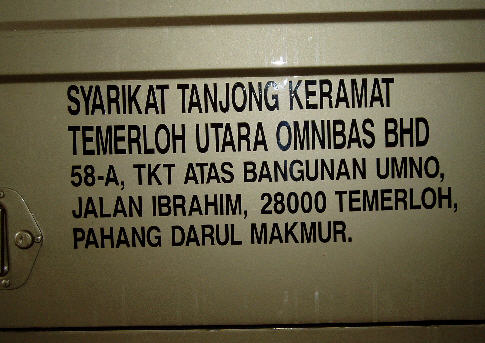 SYARIKAT TANJONG KERAMAT
TEMERLOH UTARA OMNIBAS BHD
58-A, TKT ATAS BANGUNAN UMNO,
JALAN IBRAHIM, 28000 TEMERLOH,
PAHANG DARUL MAKMUR.